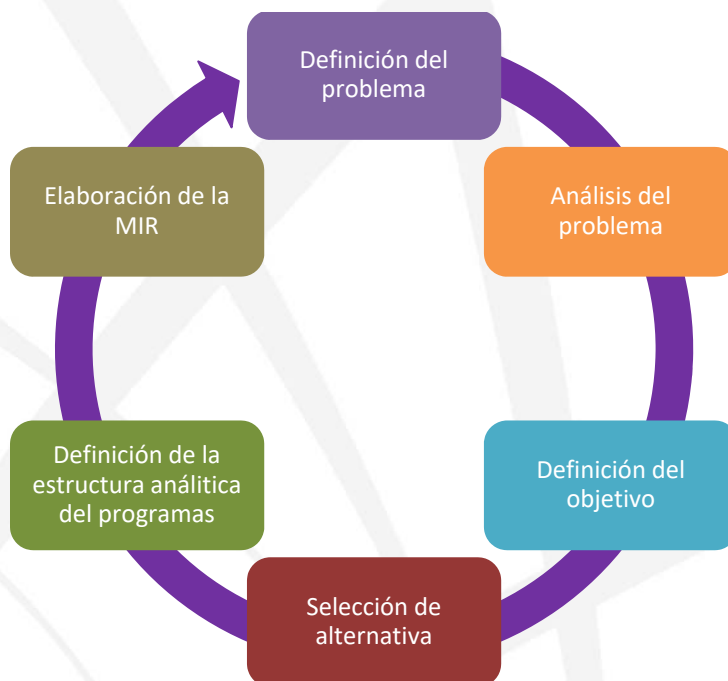 Definición del
problema
Análisis del
problema
Definición del
objetivo
Selección de
alternativa
Definición de la
estructura análitica
del programas
Elaboración de la
MIR